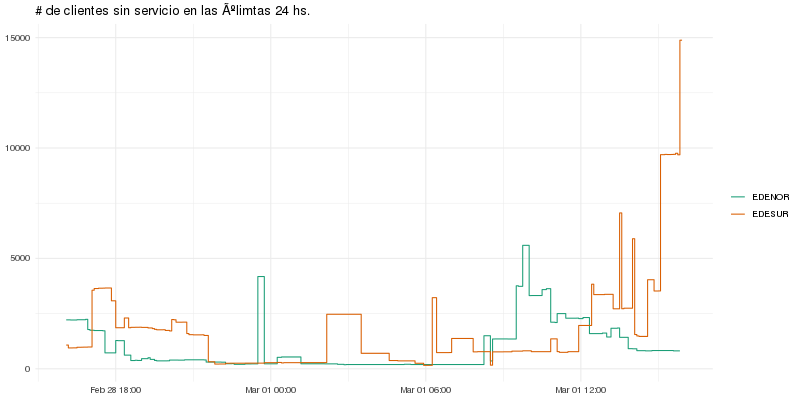 # de clientes sin servicio en las Ãºlimtas 24 hs.
15000
10000
5000
0
Feb 28 18:00
Mar 01 00:00
Mar 01 06:00
Mar 01 12:00
EDENOR
EDESUR